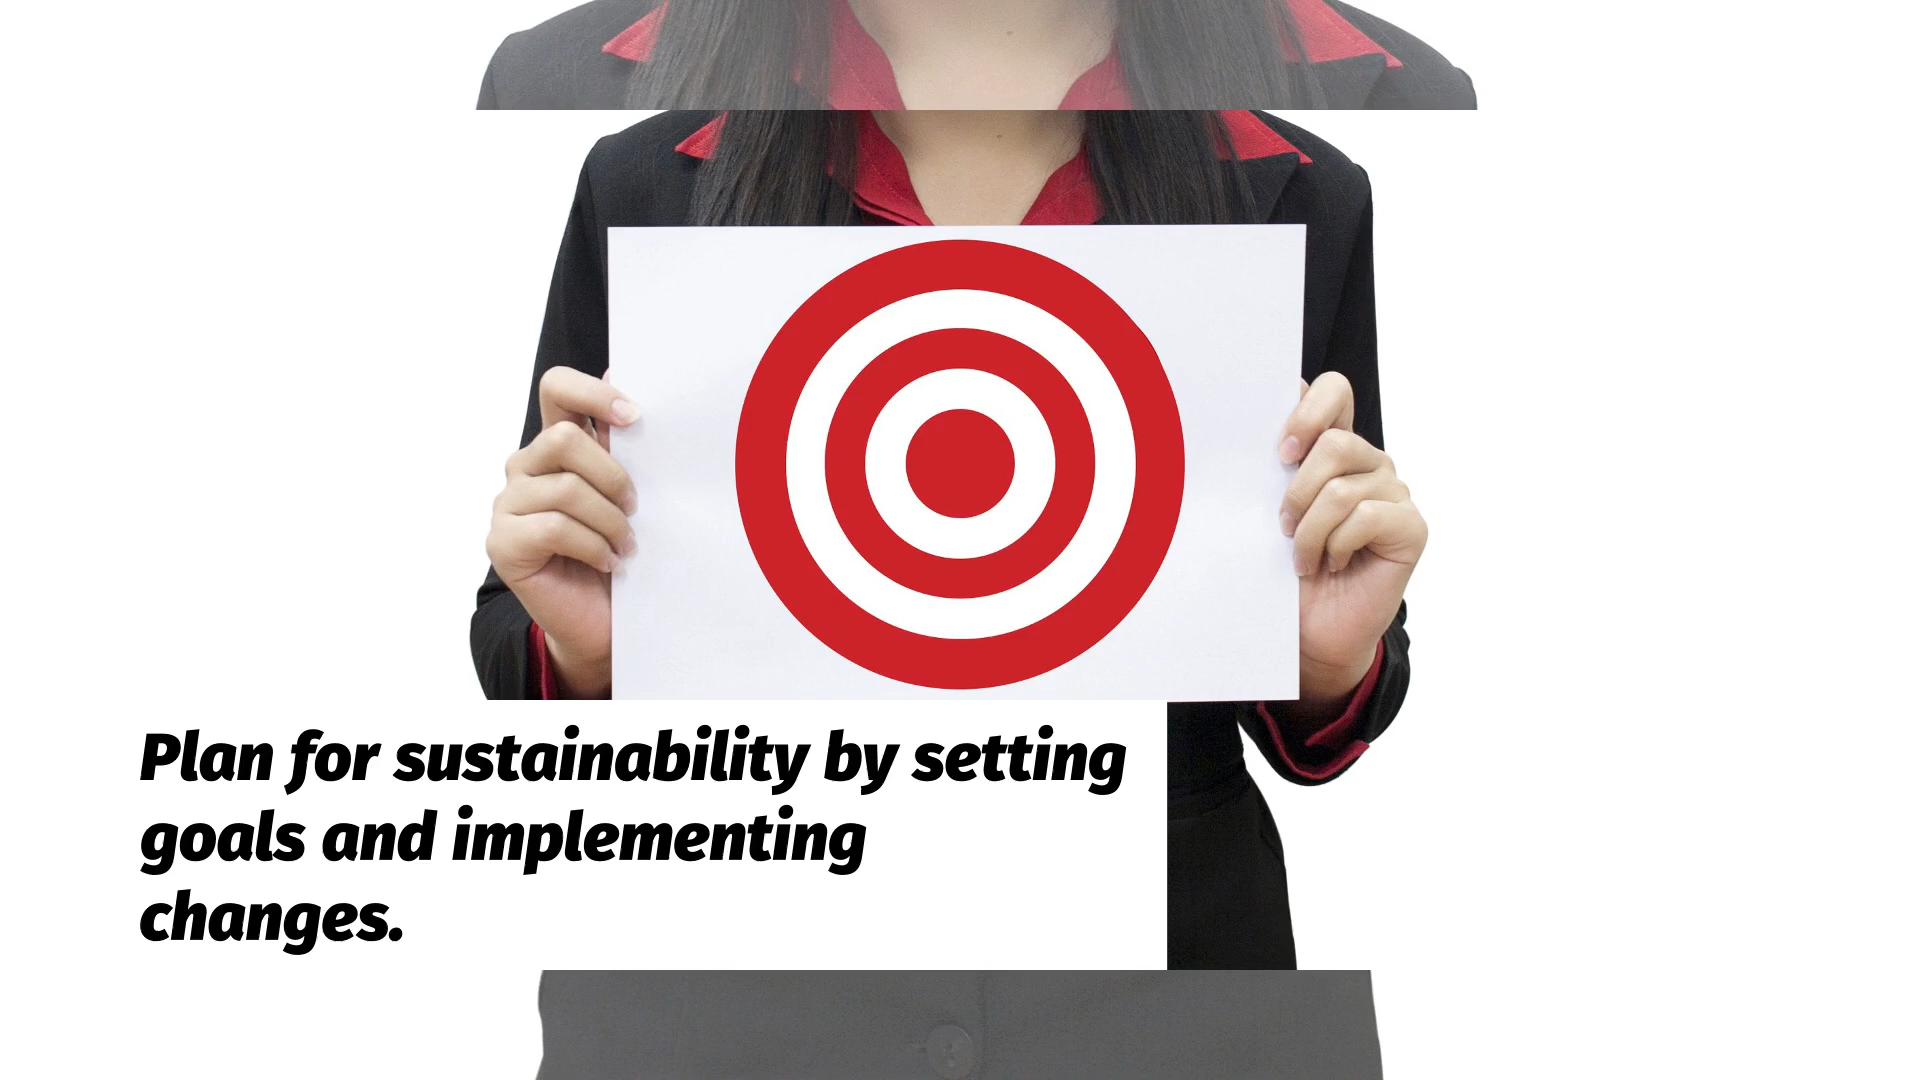 Plan for sustainability by setting
goals and implementing
changes.